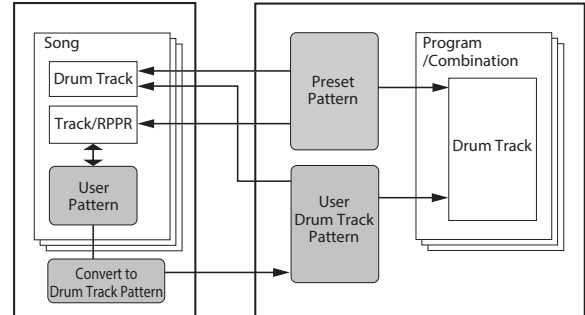 Song
Drum Track
Track/RPPR
User
Pattern
Convert to
Drum Track Pattern
Preset
Pattern
User
Drum Track
Pattern
Program
/Combination
Drum Track